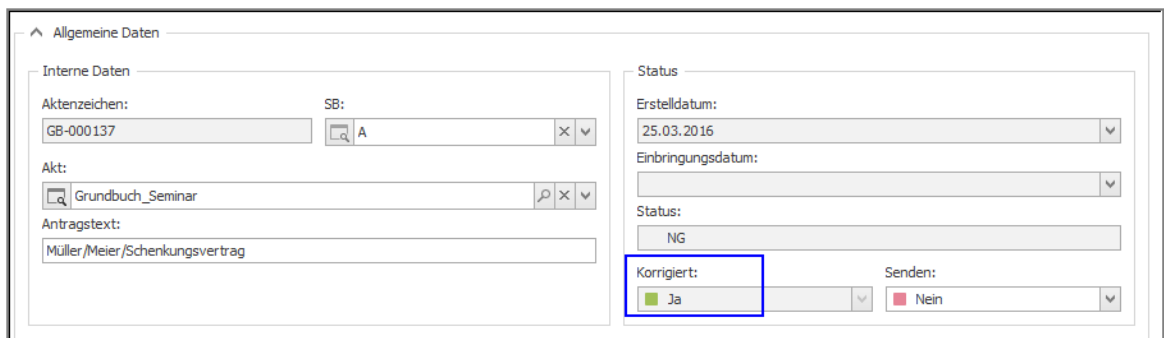 Allgemeine Daten
Interne Daten
Aktenzeichen: SB:
GB-000137 A
Akt:
Grundbuch_Seminar
Antragstext:
Müller/Meier/Schenkungsvertrag
Status
Erstelldatum:
25.03.2016
Einbringungsdatum:
Status:
NG
Korrigiert: Senden:
Ja Nein